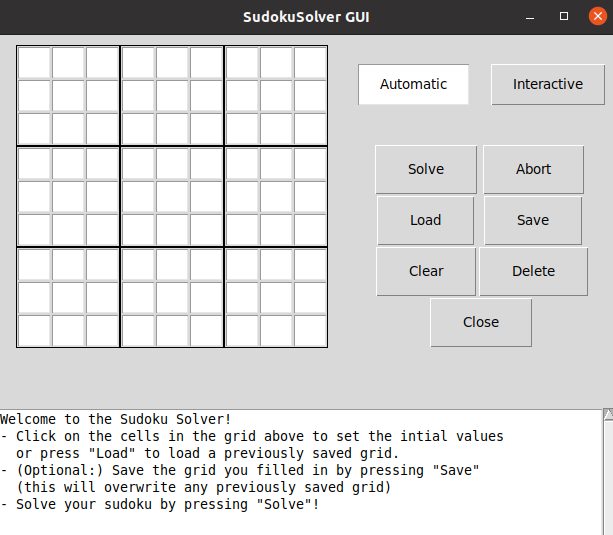 SudokuSolver GUI
Automatic Interactive
Solve Abort
Load Save
Clear Delete
Close
Welcome to the Sudoku Solver!
- Click on the cells in the grid above to set the intial values
or press "Load" to load a previously saved grid.
- (Optional:) Save the grid you filled in by pressing "Save"
(this will overwrite any previously saved grid)
- Solve your sudoku by pressing "Solve"!